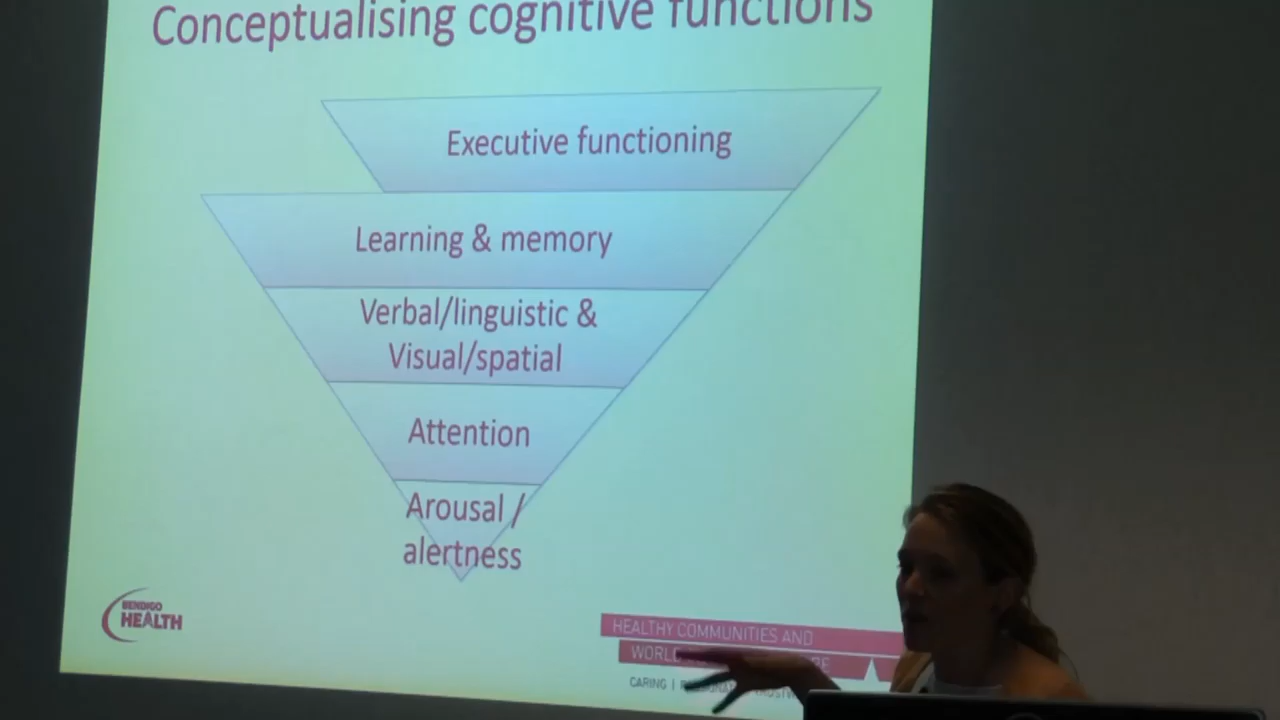 Conceptualising cognitive functions
Executive functioning
Learning & memory
Verbal/linguistic &
Visual/spatial
Attention
Arousal /
alertness
BENDIGO
HEALTH
HEALTHY COMMUNITIES AND
CARING |